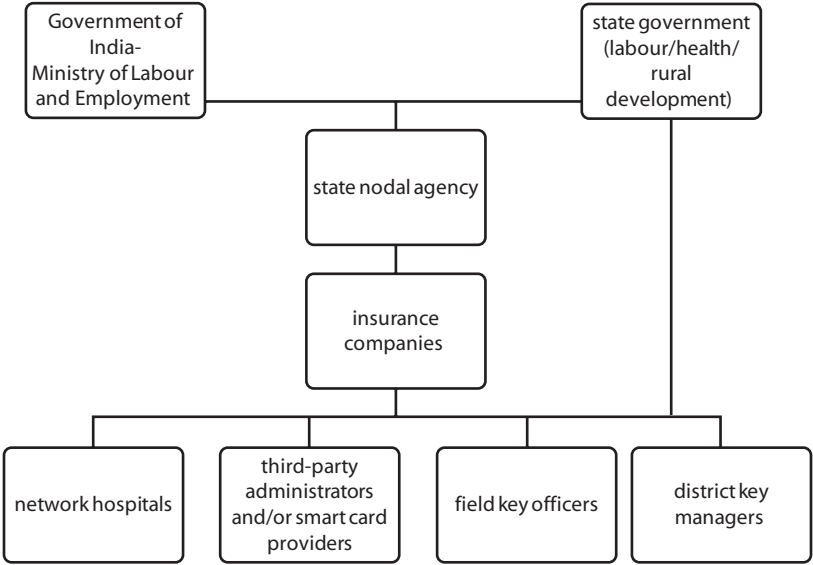 Government of
India-
Ministry of Labour
and Employment
state government
(labour/health/
rural
development)
state nodal agency
insurance
companies
network hospitals
third-party
administrators
and/or smart card
providers
field key officers
district key
managers